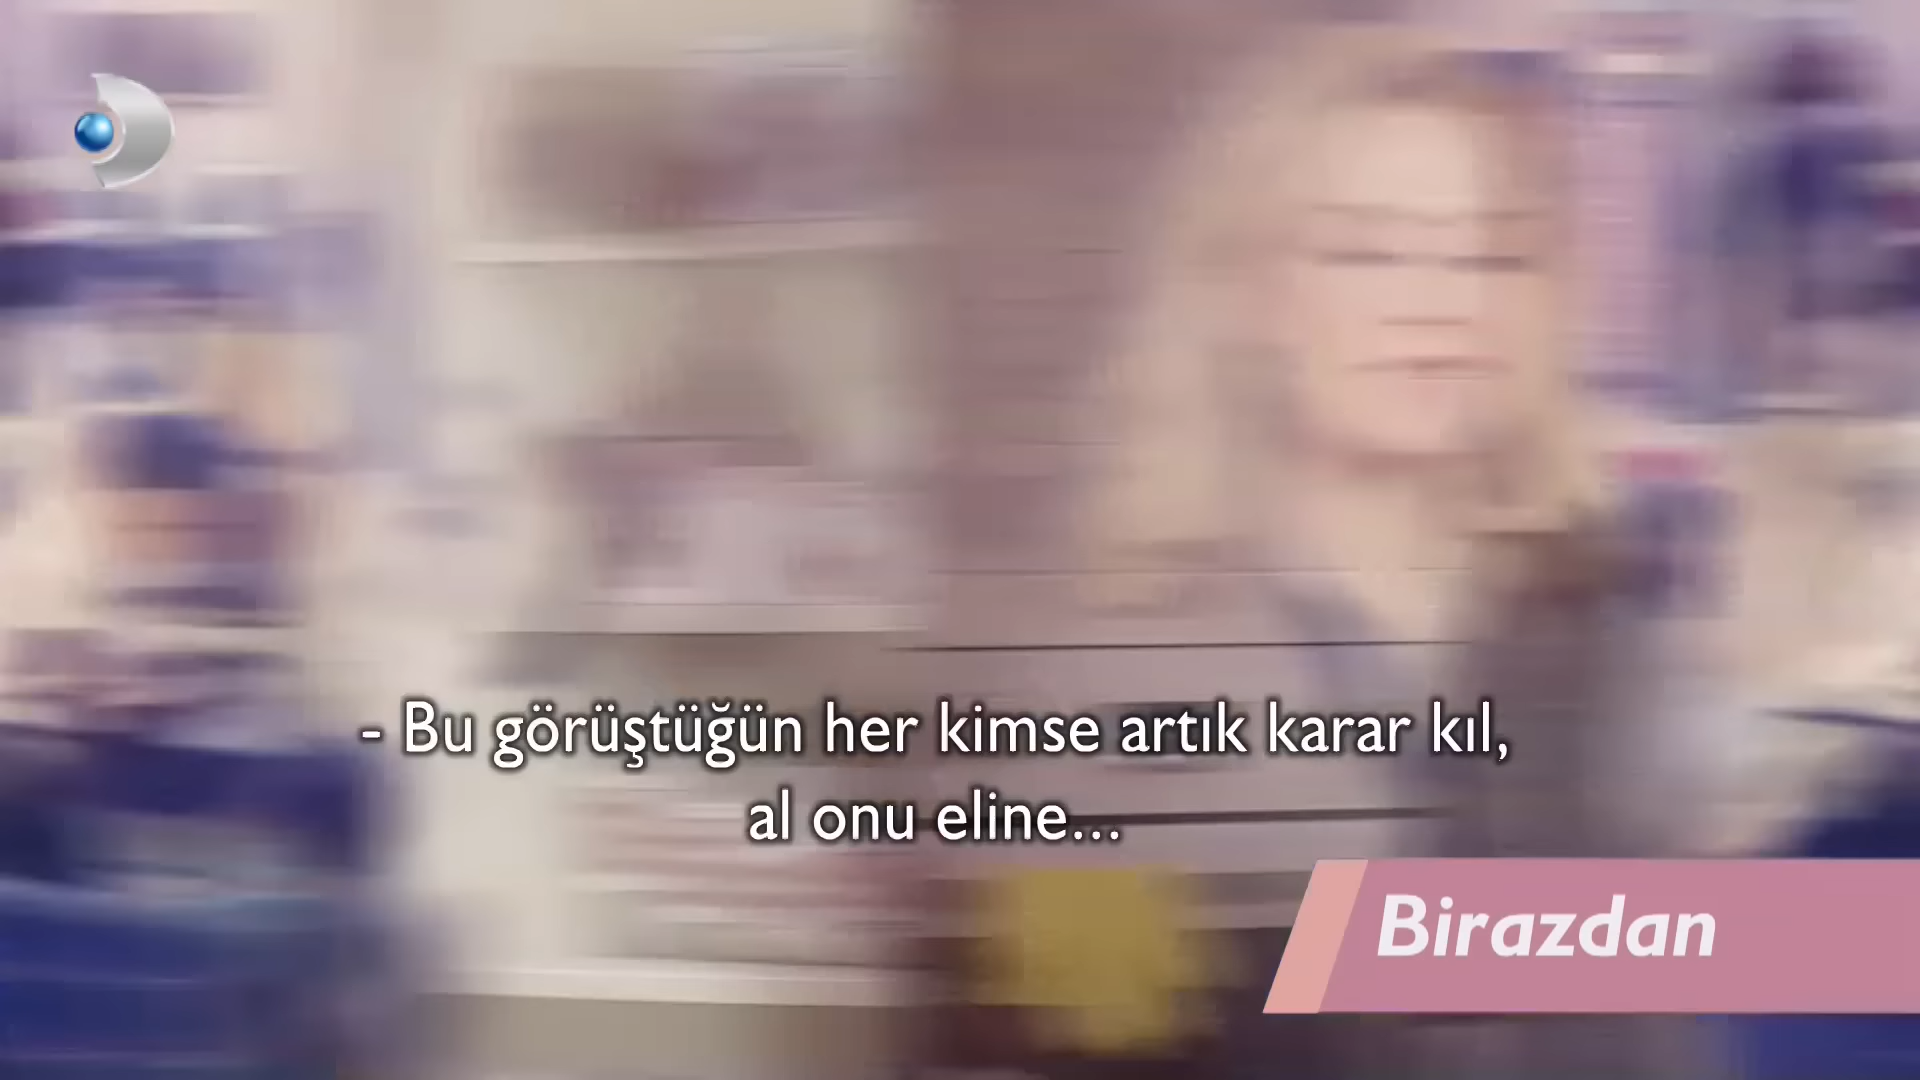 - Bu görüştüğün her kimse artık karar kıl,
al onu eline...
Birazdan